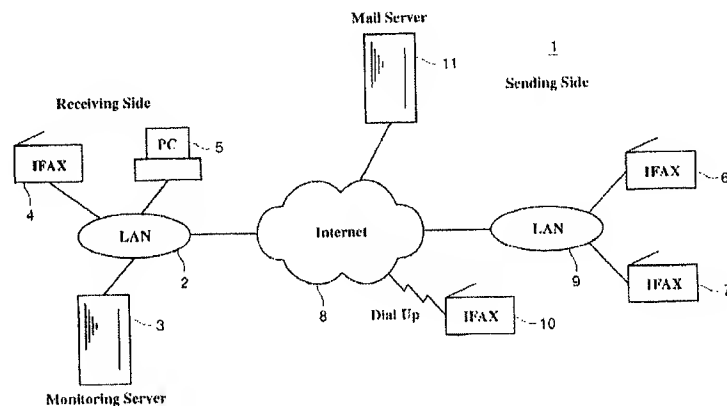 Mail Server
1
11
Sending Side
Receiving Side
PC
5
IFAX
4
IFAX
6
LAN
2
Internet
8
LAN
9
IFAX
7
3
Dial Up
IFAX
10
Monitoring Server